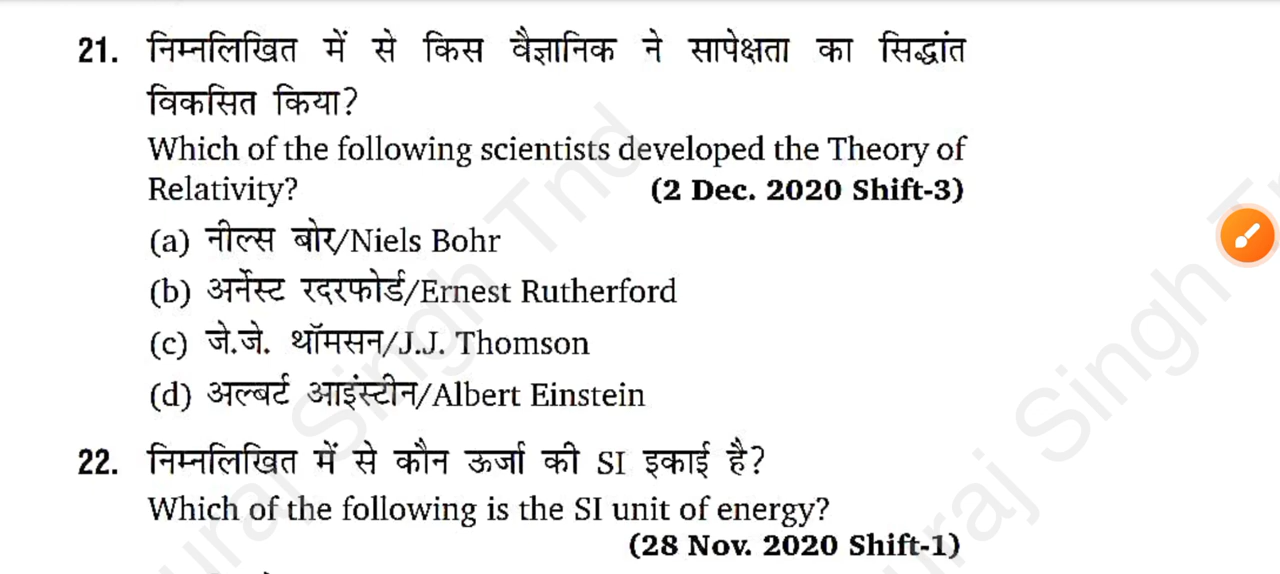 21. निम्नलिखित में से किस वैज्ञानिक ने सापेक्षता का सिद्धांत
विकसित किया?
Which of the following scientists developed the Theory of
Relativity? (2 Dec. 2020 Shift-3)
(a) नील्स बोर/Niels Bohr
(b) अर्नेस्ट रदरफोर्ड/Ernest Rutherford
(c) जे.जे. थॉमसन/J.J. Thomson
(d) अल्बर्ट आइंस्टीन/Albert Einstein
22. निम्नलिखित में से कौन ऊर्जा की SI इकाई है?
Which of the following is the SI unit of energy?
(28 Nov. 2020 Shift-1)